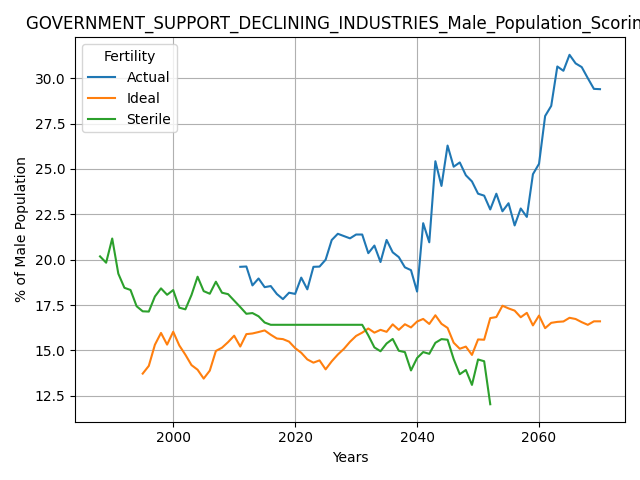 GOVERNMENT_SUPPORT_DECLINING_INDUSTRIES_Male_Population_Scorin
Fertility
Actual
Ideal
Sterile
% of Male Population
30.0
27.5
25.0
22.5
20.0
17.5
15.0
12.5
2000
2020
2040
2060
Years